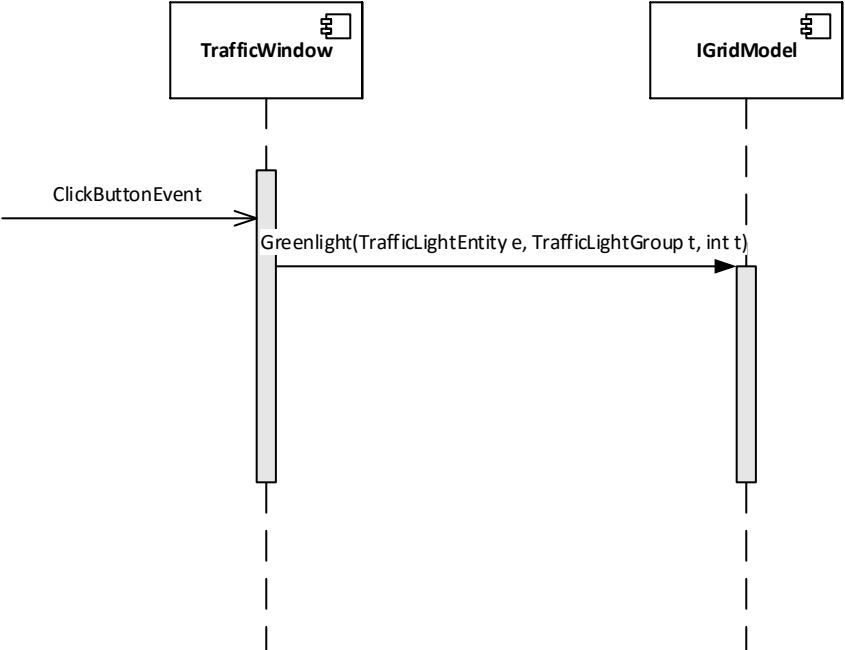 TrafficWindow
IGridModel
ClickButtonEvent
Greenlight(TrafficLightEntity e, TrafficLightGroup t, int t)